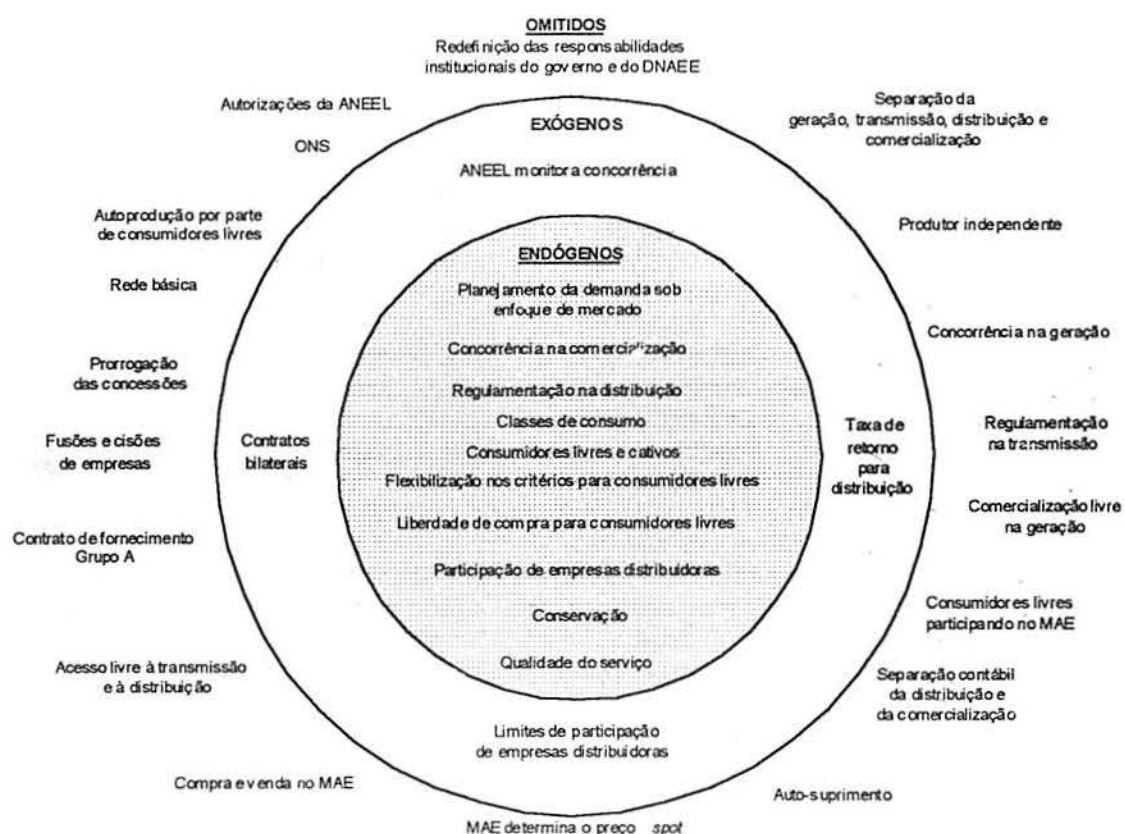 OMITIDOS
Redefinição das responsabilidades
institucionais do governo e do DNAEE
Autorizações da ANEEL
ONS
Autoprodução por parte
de consumidores livres
Rede básica
Prorrogação
das concessões
Fusões e cisões
de empresas
Contrato de fornecimento
Grupo A
Acesso livre à transmissão
e à distribuição
Compra e venda no MAE
MAE determina o preço spot
Separação da
geração, transmissão, distribuição e
comercialização
Produtor independente
Concorrência na geração
Regulamentação
na transmissão
Comercialização livre
na geração
Consumidores livres
participando no MAE
Separação contábil
da distribuição e
da comercialização
Auto-suprimento
EXÓGENOS
ANEEL monitora concorrência
Contratos
bilaterais
Taxa de
retorno
para
distribuição
Limites de participação
de empresas distribuidoras
ENDÓGENOS
Planejamento da demanda sob
enfoque de mercado
Concorrência na comercialização
Regulamentação na distribuição
Classes de consumo
Consumidores livres e cativos
Flexibilização nos critérios para consumidores livres
Liberdade de compra para consumidores livres
Participação de empresas distribuidoras
Conservação
Qualidade do serviço